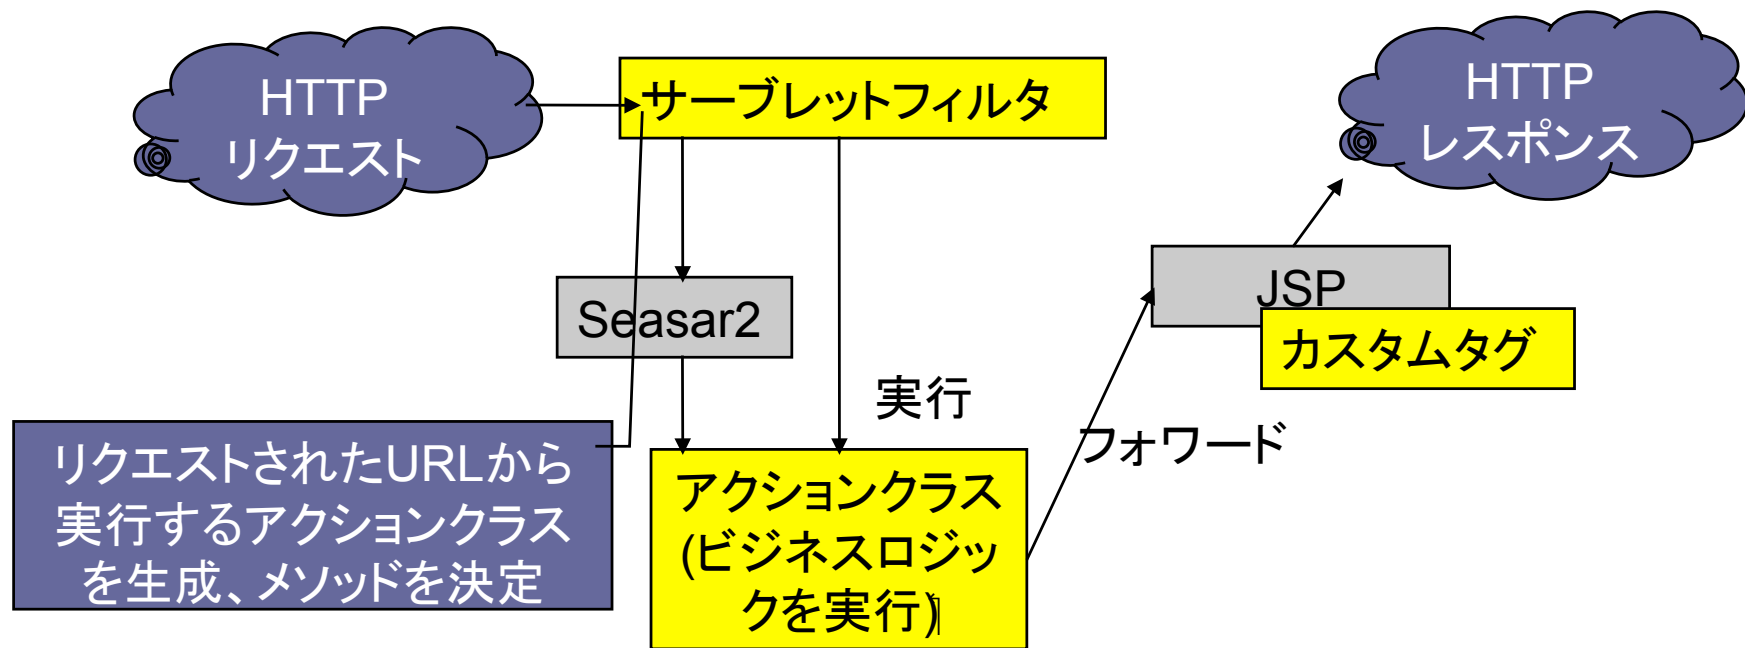 HTTP
リクエスト
サーブレットフィルタ
HTTP
レスポンス
Seasar2
JSP
カスタムタグ
実行
フォワード
リクエストされたURLから
実行するアクションクラス
を生成、メソッドを決定
アクションクラス
(ビジネスロジッ
クを実行)